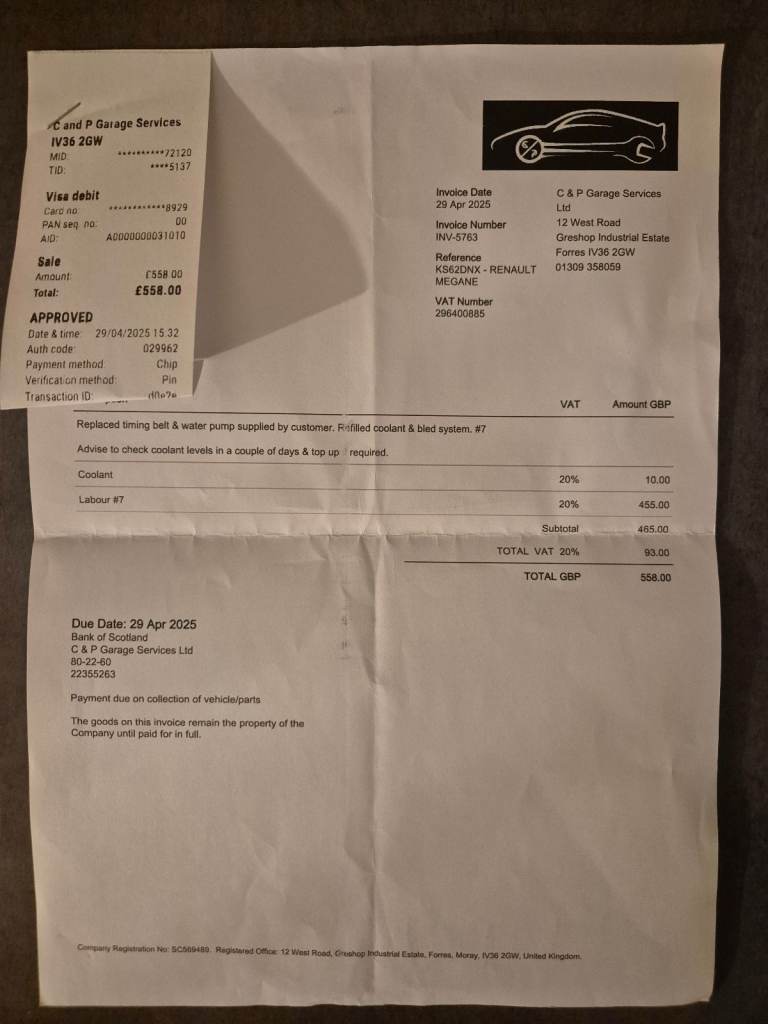 C and P Garage Services
IV36 2GW
MID: **********72120
TID: ****5137
Visa debit
Card no: ************8929
PAN seq. no: 00
AID: A0000000031010
Sale
Amount: £558.00
Total: £558.00
APPROVED
Date & time: 29/04/2025 15:32
Auth code: 029962
Payment method: Chip
Verification method: Pin
Transaction ID:
Invoice Date
29 Apr 2025
Invoice Number
INV-5763
Reference
KS62DNX - RENAULT
MEGANE
VAT Number
296400885
C & P Garage Services
Ltd
12 West Road
Greshop Industrial Estate
Forres IV36 2GW
01309 358059
VAT Amount GBP
Replaced timing belt & water pump supplied by customer. Refilled coolant & bled system. #7
Advise to check coolant levels in a couple of days & top up required.
Coolant 20% 10.00
Labour #7 20% 455.00
Subtotal 465.00
TOTAL VAT 20% 93.00
TOTAL GBP 558.00
Due Date: 29 Apr 2025
Bank of Scotland
C & P Garage Services Ltd
80-22-60
22355263
Payment due on collection of vehicle/parts
The goods on this invoice remain the property of the
Company until paid for in full.
Company Registration No: SC569489. Registered Office: 12 West Road, Greshop Industrial Estate, Forres, Moray, IV36 2GW, United Kingdom.